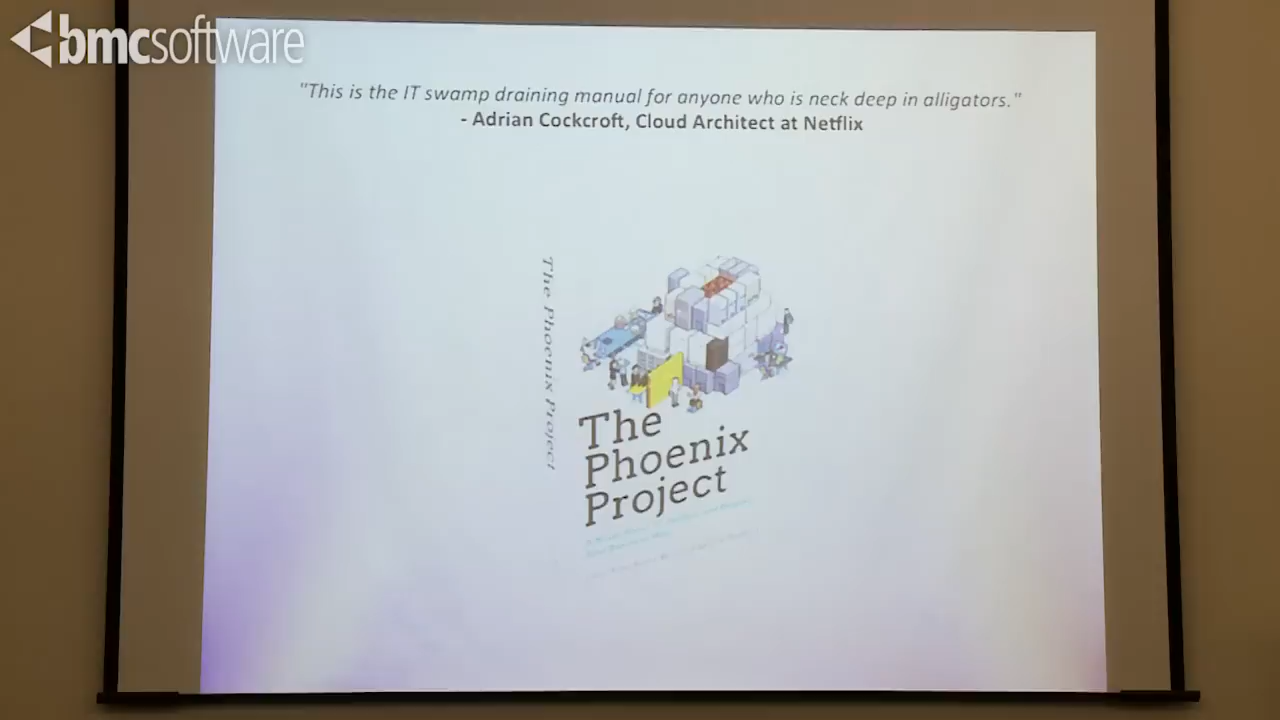 bmcsoftware
"This is the IT swamp draining manual for anyone who is neck deep in alligators."
- Adrian Cockcroft, Cloud Architect at Netflix
The Phoenix Project
The
Phoenix
Project